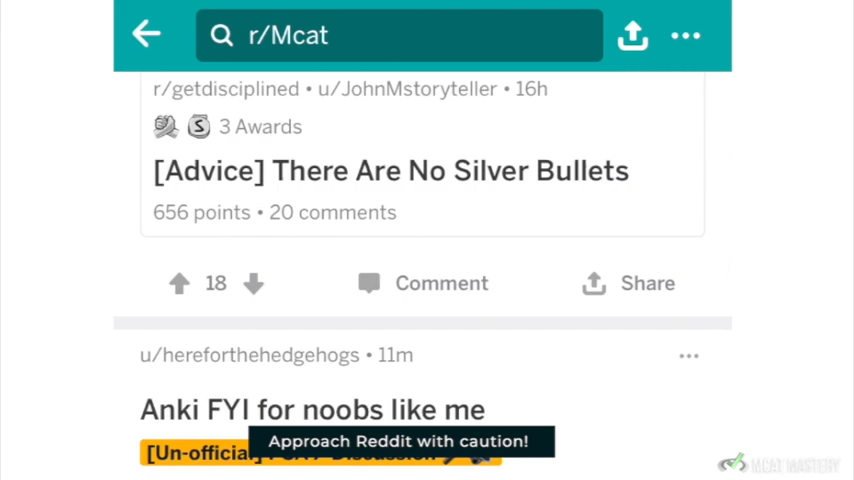 r/Mcat
r/getdisciplined • u/JohnMstoryteller • 16h
3 Awards
[Advice] There Are No Silver Bullets
656 points • 20 comments
18 Comment Share
u/hereforthehedgehogs • 11m
Anki FYI for noobs like me
Approach Reddit with caution!
[Un-official
MCAT MASTERY